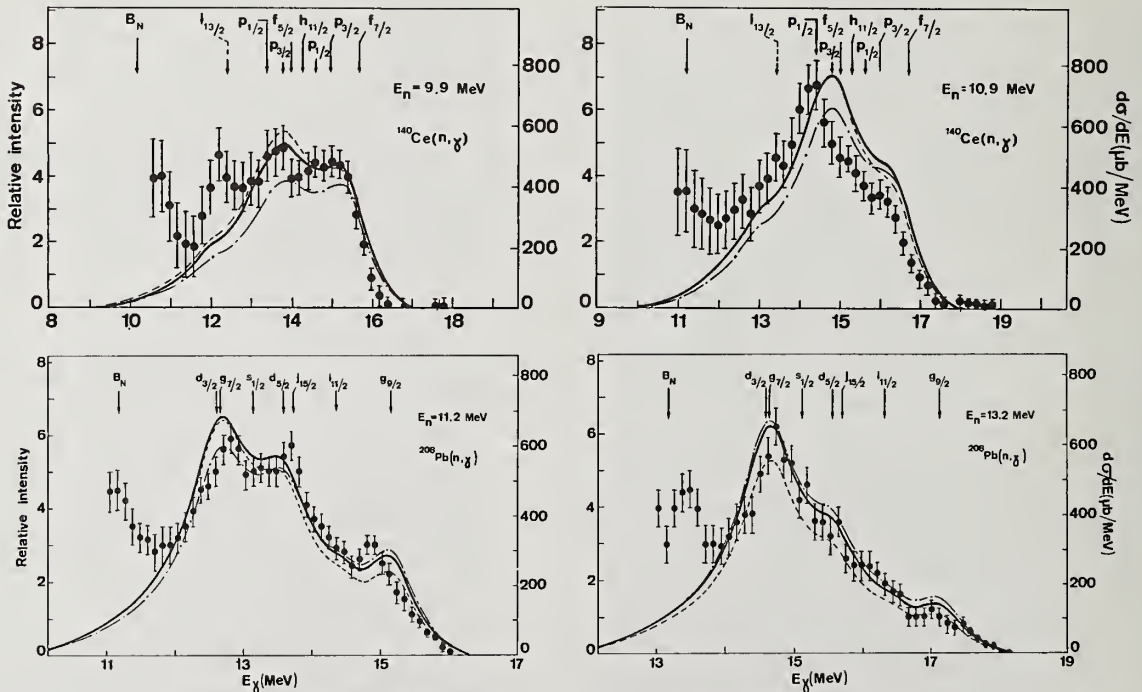 B_N i_13/2 p_1/2 f_5/2 h_11/2 p_3/2 f_7/2
p_3/2 p_1/2
8
6
4
2
0
Relative intensity
800
600
400
200
0
E_n = 9.9 MeV
¹⁴⁰Ce(n,γ)
8 10 12 14 16 18
B_N i_13/2 p_1/2 f_5/2 h_11/2 p_3/2 f_7/2
p_3/2 p_1/2
8
6
4
2
0
800
600
400
200
0
dσ/dE(μb/MeV)
E_n = 10.9 MeV
¹⁴⁰Ce(n,γ)
9 11 13 15 17 19
B_N d_3/2 g_7/2 s_1/2 d_5/2 j_15/2 i_11/2 g_9/2
8
6
4
2
Relative intensity
800
600
400
200
0
E_n = 11.2 MeV
²⁰⁸Pb(n,γ)
11 13 15 17
E_γ(MeV)
B_N d_3/2 g_7/2 s_1/2 d_5/2 j_15/2 i_11/2 g_9/2
8
6
4
2
0
800
600
400
200
0
dσ/dE(μb/MeV)
E_n = 13.2 MeV
²⁰⁸Pb(n,γ)
13 15 17 19
E_γ(MeV)